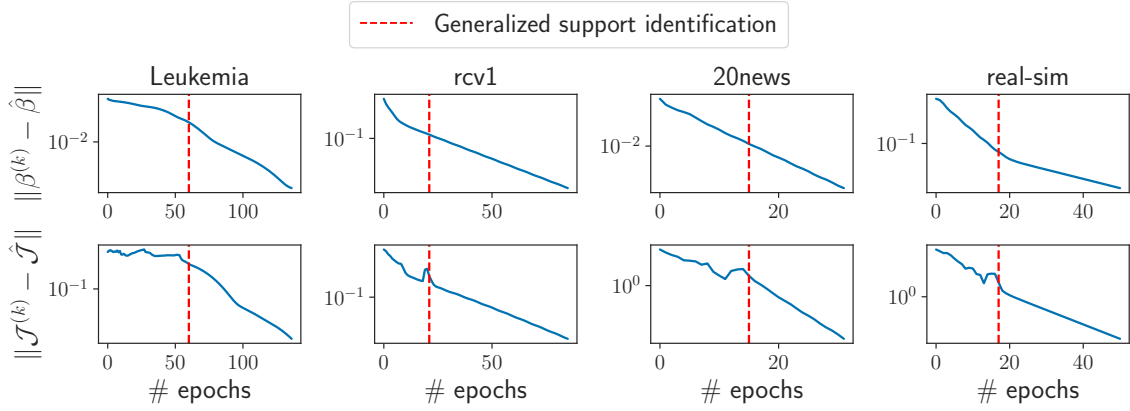 Generalized support identification
Leukemia rcv1 20news real-sim
‖β^(k) − β̂‖
10^−2 10^−1 10^−2 10^−1
0 50 100 0 50 0 20 0 20 40
‖𝒥^(k) − 𝒥̂‖
10^−1 10^−1 10^0 10^0
0 50 100 0 50 0 20 0 20 40
# epochs # epochs # epochs # epochs